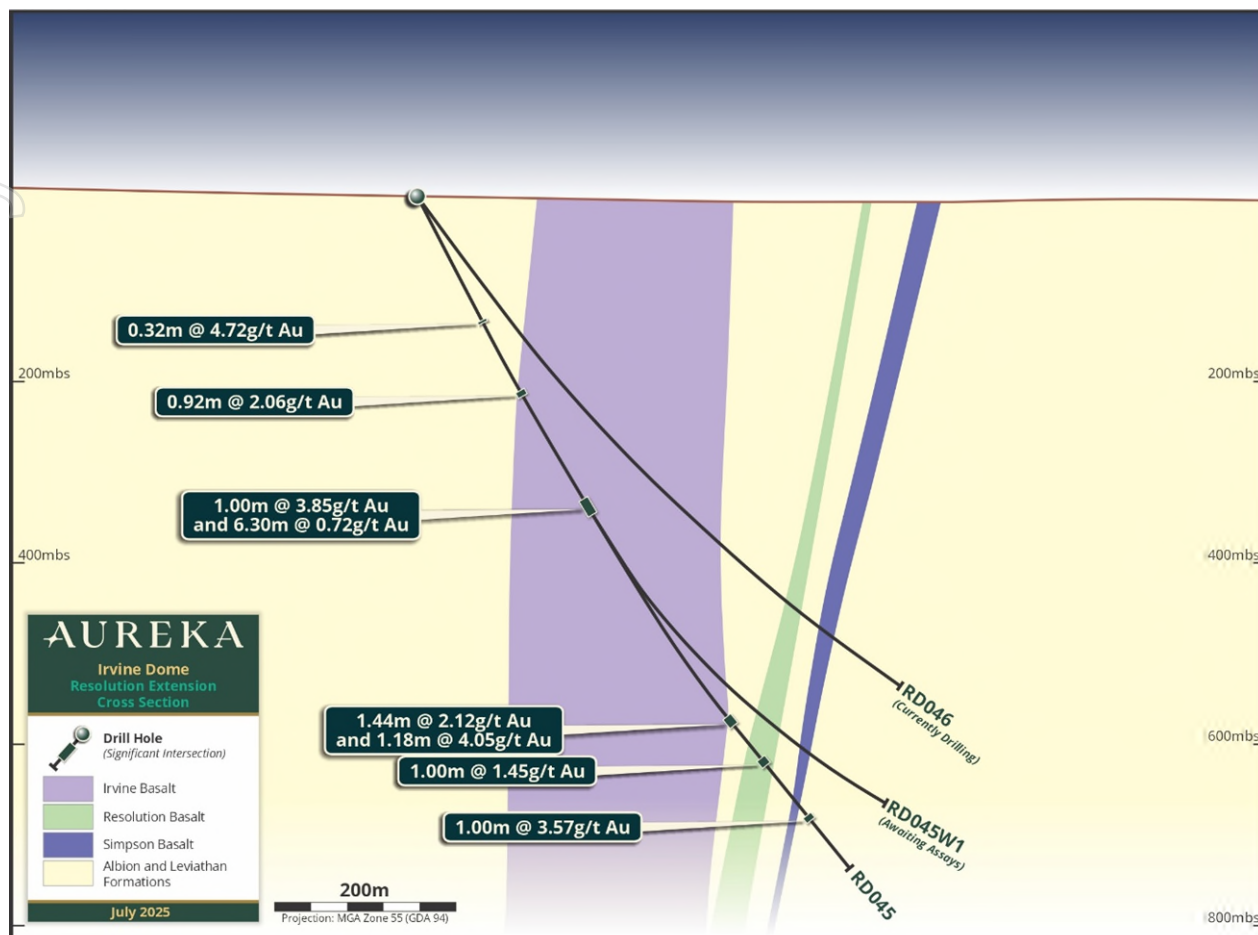 0.32m @ 4.72g/t Au
200mbs
200mbs
0.92m @ 2.06g/t Au
1.00m @ 3.85g/t Au
and 6.30m @ 0.72g/t Au
400mbs
400mbs
AUREKA
Irvine Dome
Resolution Extension
Cross Section
Drill Hole
(Significant Intersection)
Irvine Basalt
Resolution Basalt
Simpson Basalt
Albion and Leviathan
Formations
July 2025
1.44m @ 2.12g/t Au
and 1.18m @ 4.05g/t Au
1.00m @ 1.45g/t Au
1.00m @ 3.57g/t Au
RD046
(Currently Drilling)
600mbs
RD045W1
(Awaiting Assays)
RD045
200m
Projection: MGA Zone 55 (GDA 94)
800mbs